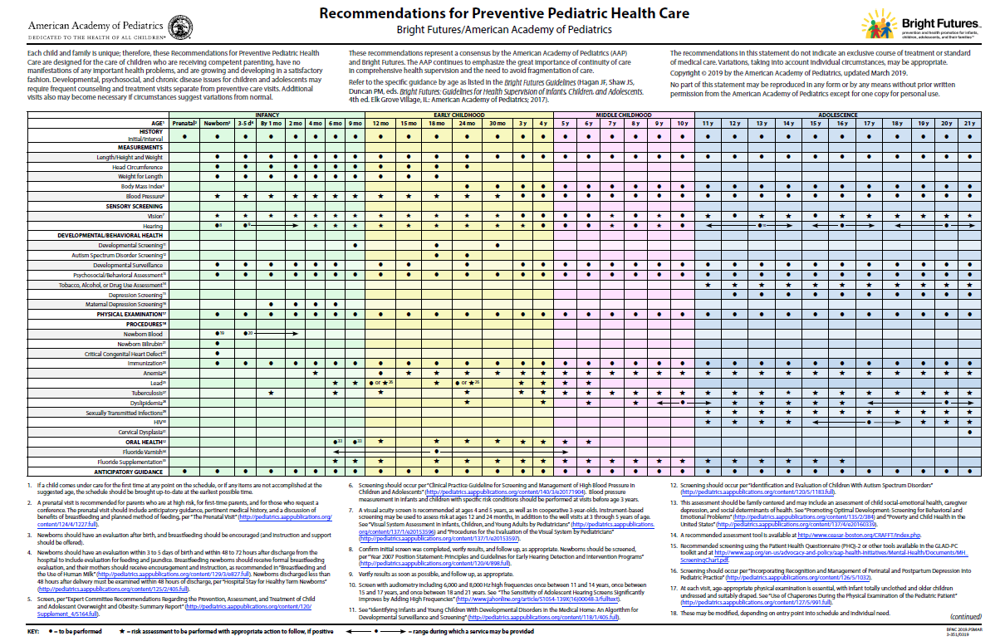 Recommendations for Preventive Pediatric Health Care
Bright Futures/American Academy of Pediatrics
American Academy of Pediatrics
DEDICATED TO THE HEALTH OF ALL CHILDREN®
Bright Futures™
prevention and health promotion for infants, children, adolescents, and their families™
Each child and family is unique; therefore, these Recommendations for Preventive Pediatric Health
Care are designed for the care of children who are receiving competent parenting, have no
manifestations of any important health problems, and are growing and developing in a satisfactory
fashion. Developmental, psychosocial, and chronic disease issues for children and adolescents may
require frequent counseling and treatment visits separate from preventive care visits. Additional
visits also may become necessary if circumstances suggest variations from normal.
These recommendations represent a consensus by the American Academy of Pediatrics (AAP)
and Bright Futures. The AAP continues to emphasize the great importance of continuity of care
in comprehensive health supervision and the need to avoid fragmentation of care.
Refer to the specific guidance by age as listed in the Bright Futures Guidelines (Hagan JF, Shaw JS,
Duncan PM, eds. Bright Futures: Guidelines for Health Supervision of Infants, Children, and Adolescents.
4th ed. Elk Grove Village, IL: American Academy of Pediatrics; 2017).
The recommendations in this statement do not indicate an exclusive course of treatment or standard
of medical care. Variations, taking into account individual circumstances, may be appropriate.
Copyright © 2019 by the American Academy of Pediatrics, updated March 2019.
No part of this statement may be reproduced in any form or by any means without prior written
permission from the American Academy of Pediatrics except for one copy for personal use.
INFANCY EARLY CHILDHOOD MIDDLE CHILDHOOD ADOLESCENCE
AGE¹ Prenatal² Newborn³ 3-5 d⁴ By 1 mo 2 mo 4 mo 6 mo 9 mo 12 mo 15 mo 18 mo 24 mo 30 mo 3 y 4 y 5 y 6 y 7 y 8 y 9 y 10 y 11 y 12 y 13 y 14 y 15 y 16 y 17 y 18 y 19 y 20 y 21 y
HISTORY
Initial/Interval
MEASUREMENTS
Length/Height and Weight
Head Circumference
Weight for Length
Body Mass Index⁵
Blood Pressure⁶
SENSORY SCREENING
Vision⁷
Hearing ●⁸ ●⁹ ●¹⁰
DEVELOPMENTAL/BEHAVIORAL HEALTH
Developmental Screening¹¹
Autism Spectrum Disorder Screening¹²
Developmental Surveillance
Psychosocial/Behavioral Assessment¹³
Tobacco, Alcohol, or Drug Use Assessment¹⁴
Depression Screening¹⁵
Maternal Depression Screening¹⁶
PHYSICAL EXAMINATION¹⁷
PROCEDURES¹⁸
Newborn Blood ●¹⁹ ●²⁰
Newborn Bilirubin²¹
Critical Congenital Heart Defect²²
Immunization²³
Anemia²⁴
Lead²⁵ ● or ★²⁶ ● or ★²⁶
Tuberculosis²⁷
Dyslipidemia²⁸
Sexually Transmitted Infections²⁹
HIV³⁰
Cervical Dysplasia³¹
ORAL HEALTH³² ●³³ ●³³
Fluoride Varnish³⁴
Fluoride Supplementation³⁵
ANTICIPATORY GUIDANCE
1. If a child comes under care for the first time at any point on the schedule, or if any items are not accomplished at the
suggested age, the schedule should be brought up-to-date at the earliest possible time.
2. A prenatal visit is recommended for parents who are at high risk, for first-time parents, and for those who request a
conference. The prenatal visit should include anticipatory guidance, pertinent medical history, and a discussion of
benefits of breastfeeding and planned method of feeding, per "The Prenatal Visit" (http://pediatrics.aappublications.org/
content/124/4/1227.full).
3. Newborns should have an evaluation after birth, and breastfeeding should be encouraged (and instruction and support
should be offered).
4. Newborns should have an evaluation within 3 to 5 days of birth and within 48 to 72 hours after discharge from the
hospital to include evaluation for feeding and jaundice. Breastfeeding newborns should receive formal breastfeeding
evaluation, and their mothers should receive encouragement and instruction, as recommended in "Breastfeeding and
the Use of Human Milk" (http://pediatrics.aappublications.org/content/129/3/e827.full). Newborns discharged less than
48 hours after delivery must be examined within 48 hours of discharge, per "Hospital Stay for Healthy Term Newborns"
(http://pediatrics.aappublications.org/content/125/2/405.full).
5. Screen, per "Expert Committee Recommendations Regarding the Prevention, Assessment, and Treatment of Child
and Adolescent Overweight and Obesity: Summary Report" (http://pediatrics.aappublications.org/content/120/
Supplement_4/S164.full).
6. Screening should occur per "Clinical Practice Guideline for Screening and Management of High Blood Pressure in
Children and Adolescents" (http://pediatrics.aappublications.org/content/140/3/e20171904). Blood pressure
measurement in infants and children with specific risk conditions should be performed at visits before age 3 years.
7. A visual acuity screen is recommended at ages 4 and 5 years, as well as in cooperative 3-year-olds. Instrument-based
screening may be used to assess risk at ages 12 and 24 months, in addition to the well visits at 3 through 5 years of age.
See "Visual System Assessment in Infants, Children, and Young Adults by Pediatricians" (http://pediatrics.aappublications.
org/content/137/1/e20153596) and "Procedures for the Evaluation of the Visual System by Pediatricians"
(http://pediatrics.aappublications.org/content/137/1/e20153597).
8. Confirm initial screen was completed, verify results, and follow up, as appropriate. Newborns should be screened,
per "Year 2007 Position Statement: Principles and Guidelines for Early Hearing Detection and Intervention Programs"
(http://pediatrics.aappublications.org/content/120/4/898.full).
9. Verify results as soon as possible, and follow up, as appropriate.
10. Screen with audiometry including 6,000 and 8,000 Hz high frequencies once between 11 and 14 years, once between
15 and 17 years, and once between 18 and 21 years. See "The Sensitivity of Adolescent Hearing Screens Significantly
Improves by Adding High Frequencies" (http://www.jahonline.org/article/S1054-139X(16)00048-3/fulltext).
11. See "Identifying Infants and Young Children With Developmental Disorders in the Medical Home: An Algorithm for
Developmental Surveillance and Screening" (http://pediatrics.aappublications.org/content/118/1/405.full).
12. Screening should occur per "Identification and Evaluation of Children With Autism Spectrum Disorders"
(http://pediatrics.aappublications.org/content/120/5/1183.full).
13. This assessment should be family centered and may include an assessment of child social-emotional health, caregiver
depression, and social determinants of health. See "Promoting Optimal Development: Screening for Behavioral and
Emotional Problems" (http://pediatrics.aappublications.org/content/135/2/384) and "Poverty and Child Health in the
United States" (http://pediatrics.aappublications.org/content/137/4/e20160339).
14. A recommended assessment tool is available at http://www.ceasar-boston.org/CRAFFT/index.php.
15. Recommended screening using the Patient Health Questionnaire (PHQ)-2 or other tools available in the GLAD-PC
toolkit and at http://www.aap.org/en-us/advocacy-and-policy/aap-health-initiatives/Mental-Health/Documents/MH_
ScreeningChart.pdf.
16. Screening should occur per "Incorporating Recognition and Management of Perinatal and Postpartum Depression Into
Pediatric Practice" (http://pediatrics.aappublications.org/content/126/5/1032).
17. At each visit, age-appropriate physical examination is essential, with infant totally unclothed and older children
undressed and suitably draped. See "Use of Chaperones During the Physical Examination of the Pediatric Patient"
(http://pediatrics.aappublications.org/content/127/5/991.full).
18. These may be modified, depending on entry point into schedule and individual need.
(continued)
KEY: ● = to be performed ★ = risk assessment to be performed with appropriate action to follow, if positive ←●→ = range during which a service may be provided
BFNC 2019.PSMAR
3-351/0319